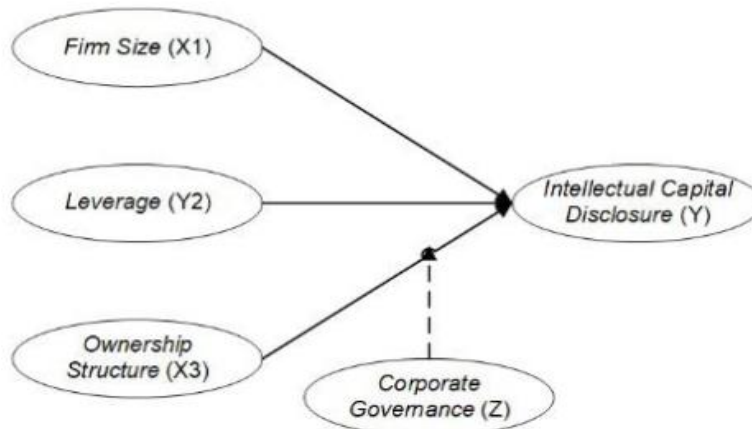 Firm Size (X1)
Leverage (Y2)
Intellectual Capital
Disclosure (Y)
Ownership
Structure (X3)
Corporate
Governance (Z)